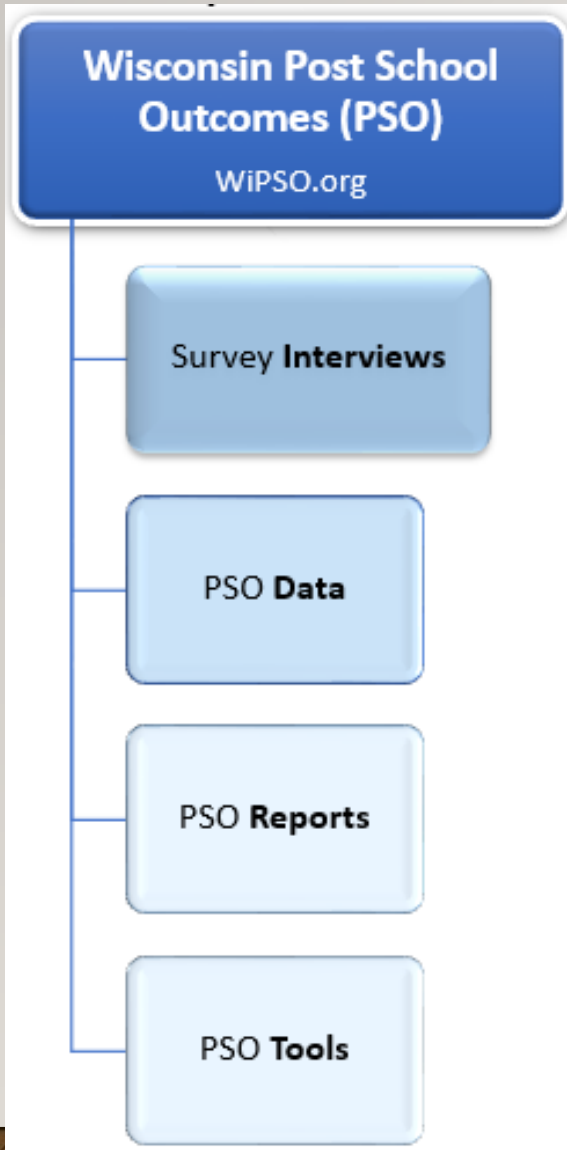 Wisconsin Post School
Outcomes (PSO)
WiPSO.org
Survey Interviews
PSO Data
PSO Reports
PSO Tools